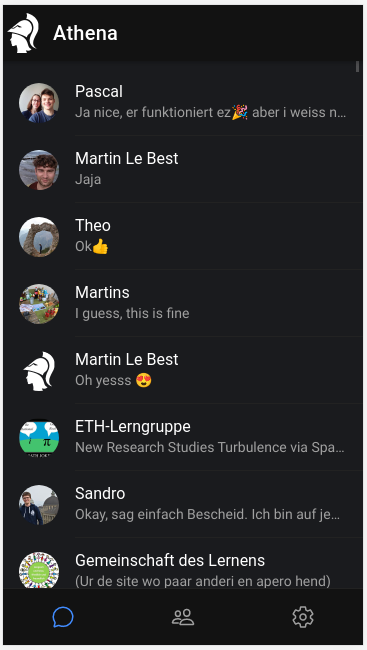 Athena
Pascal
Ja nice, er funktioniert ez🎉 aber i weiss n…
Martin Le Best
Jaja
Theo
Ok👍
Martins
I guess, this is fine
Martin Le Best
Oh yesss 😍
ETH-Lerngruppe
New Research Studies Turbulence via Spa…
Sandro
Okay, sag einfach Bescheid. Ich bin auf je…
Gemeinschaft des Lernens
(Ur de site wo paar anderi en apero hend)